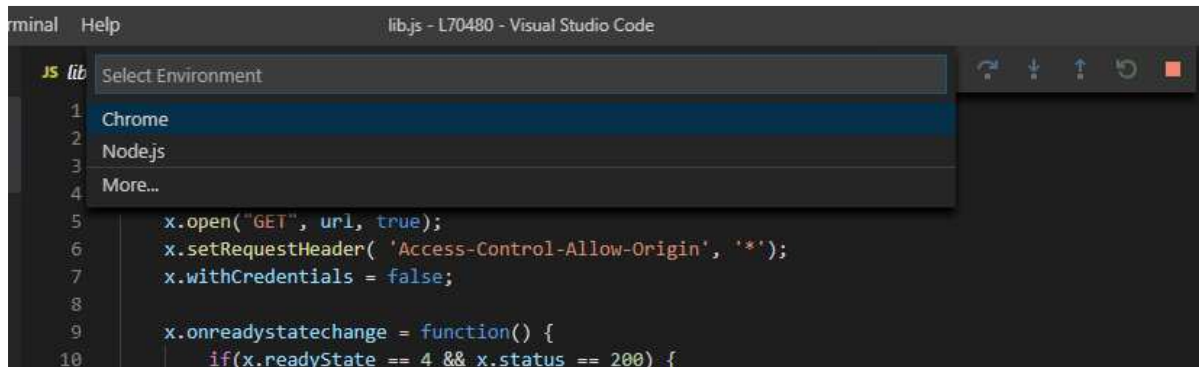 rminal Help lib.js - L70480 - Visual Studio Code
JS lib Select Environment
1 Chrome
2 Node.js
3
4 More...
5 x.open("GET", url, true);
6 x.setRequestHeader( 'Access-Control-Allow-Origin', '*');
7 x.withCredentials = false;
8
9 x.onreadystatechange = function() {
10 if(x.readyState == 4 && x.status == 200) {